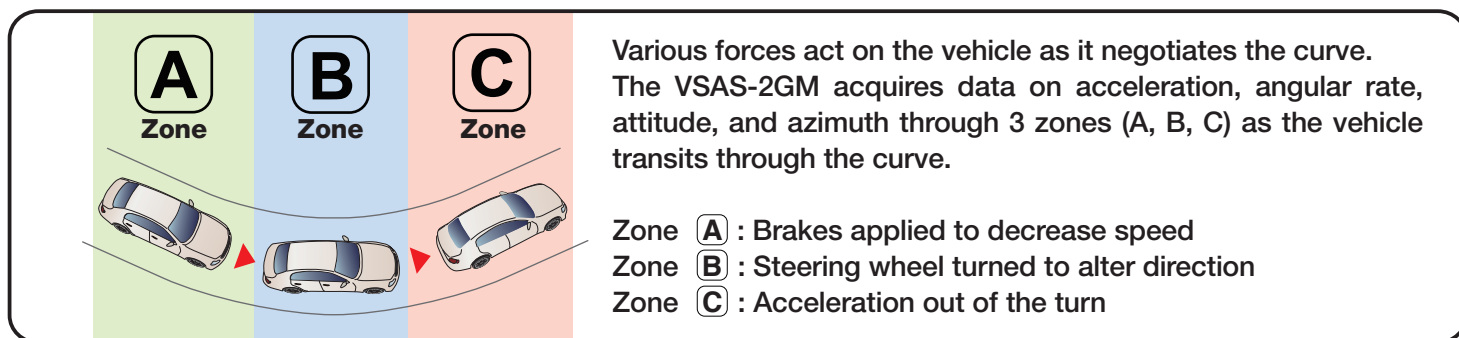 A
Zone
B
Zone
C
Zone
Various forces act on the vehicle as it negotiates the curve.
The VSAS-2GM acquires data on acceleration, angular rate,
attitude, and azimuth through 3 zones (A, B, C) as the vehicle
transits through the curve.
Zone A : Brakes applied to decrease speed
Zone B : Steering wheel turned to alter direction
Zone C : Acceleration out of the turn